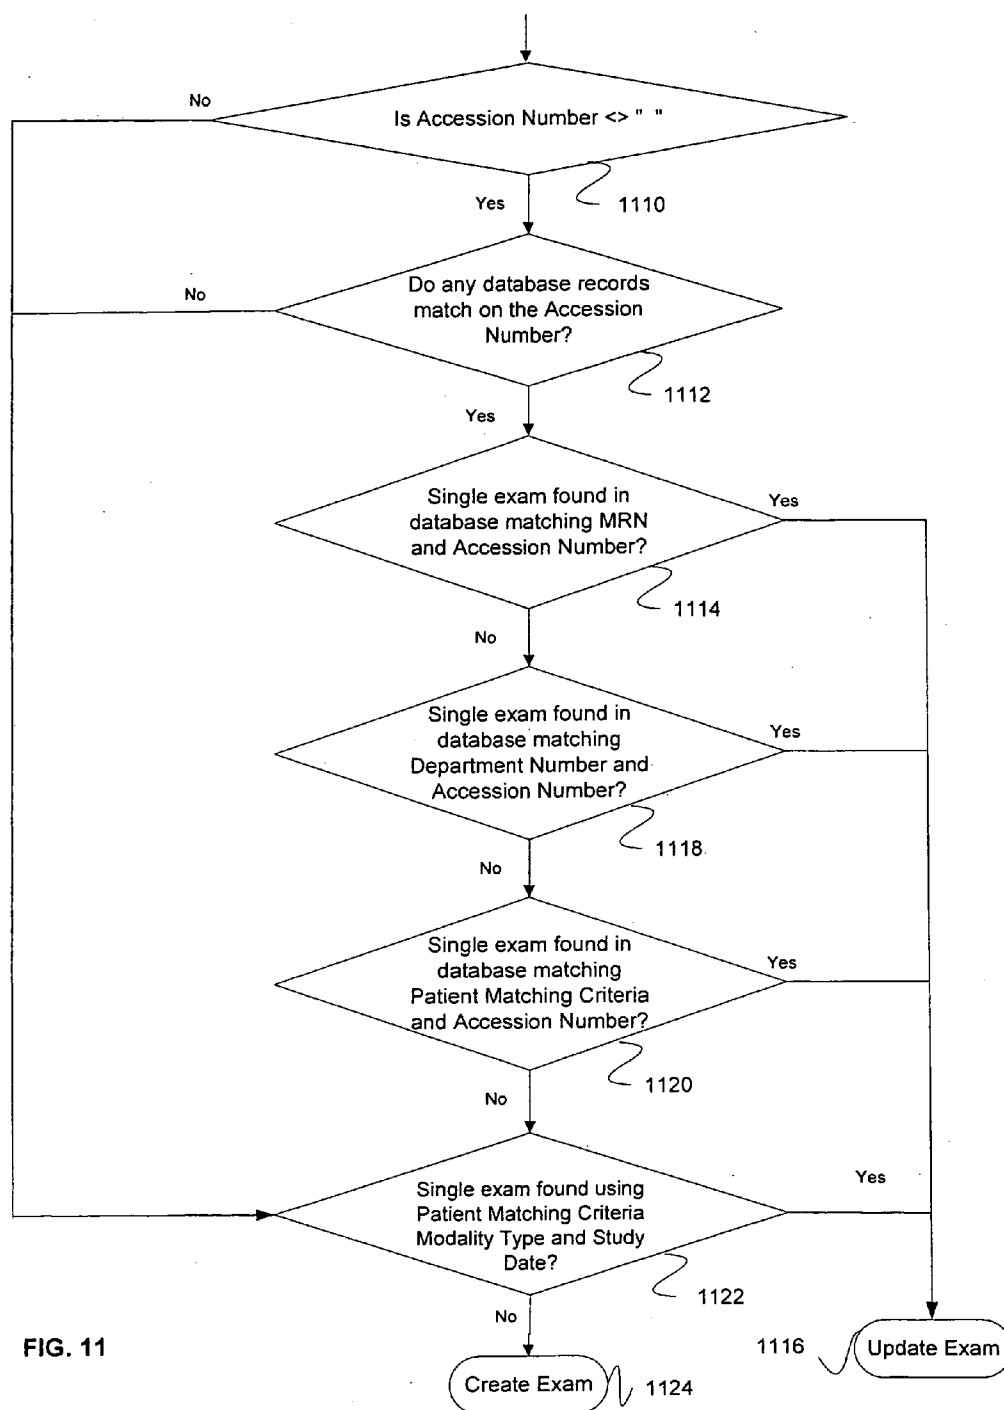 No
Is Accession Number <> " "
1110
Yes
No
Do any database records
match on the Accession
Number?
1112
Yes
Single exam found in
database matching MRN
and Accession Number?
Yes
1114
No
Single exam found in
database matching
Department Number and
Accession Number?
Yes
1118
No
Single exam found in
database matching
Patient Matching Criteria
and Accession Number?
Yes
1120
No
Single exam found using
Patient Matching Criteria
Modality Type and Study
Date?
Yes
1122
No
FIG. 11
1116
Update Exam
Create Exam
1124